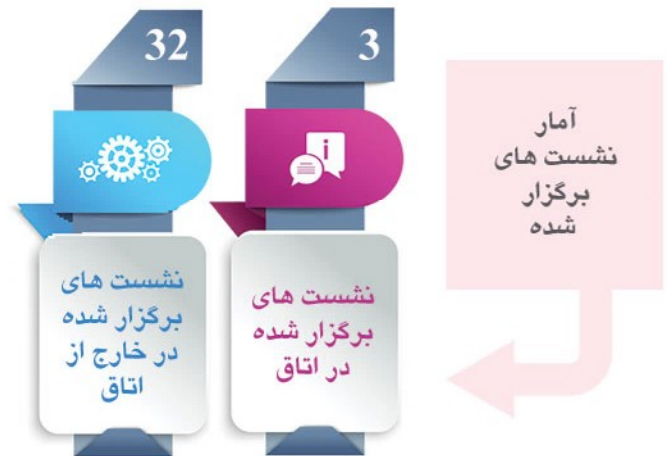 آمار
نشست های
برگزار
شده
3
نشست های
برگزار شده
در اتاق
32
نشست های
برگزار شده
در خارج از
اتاق